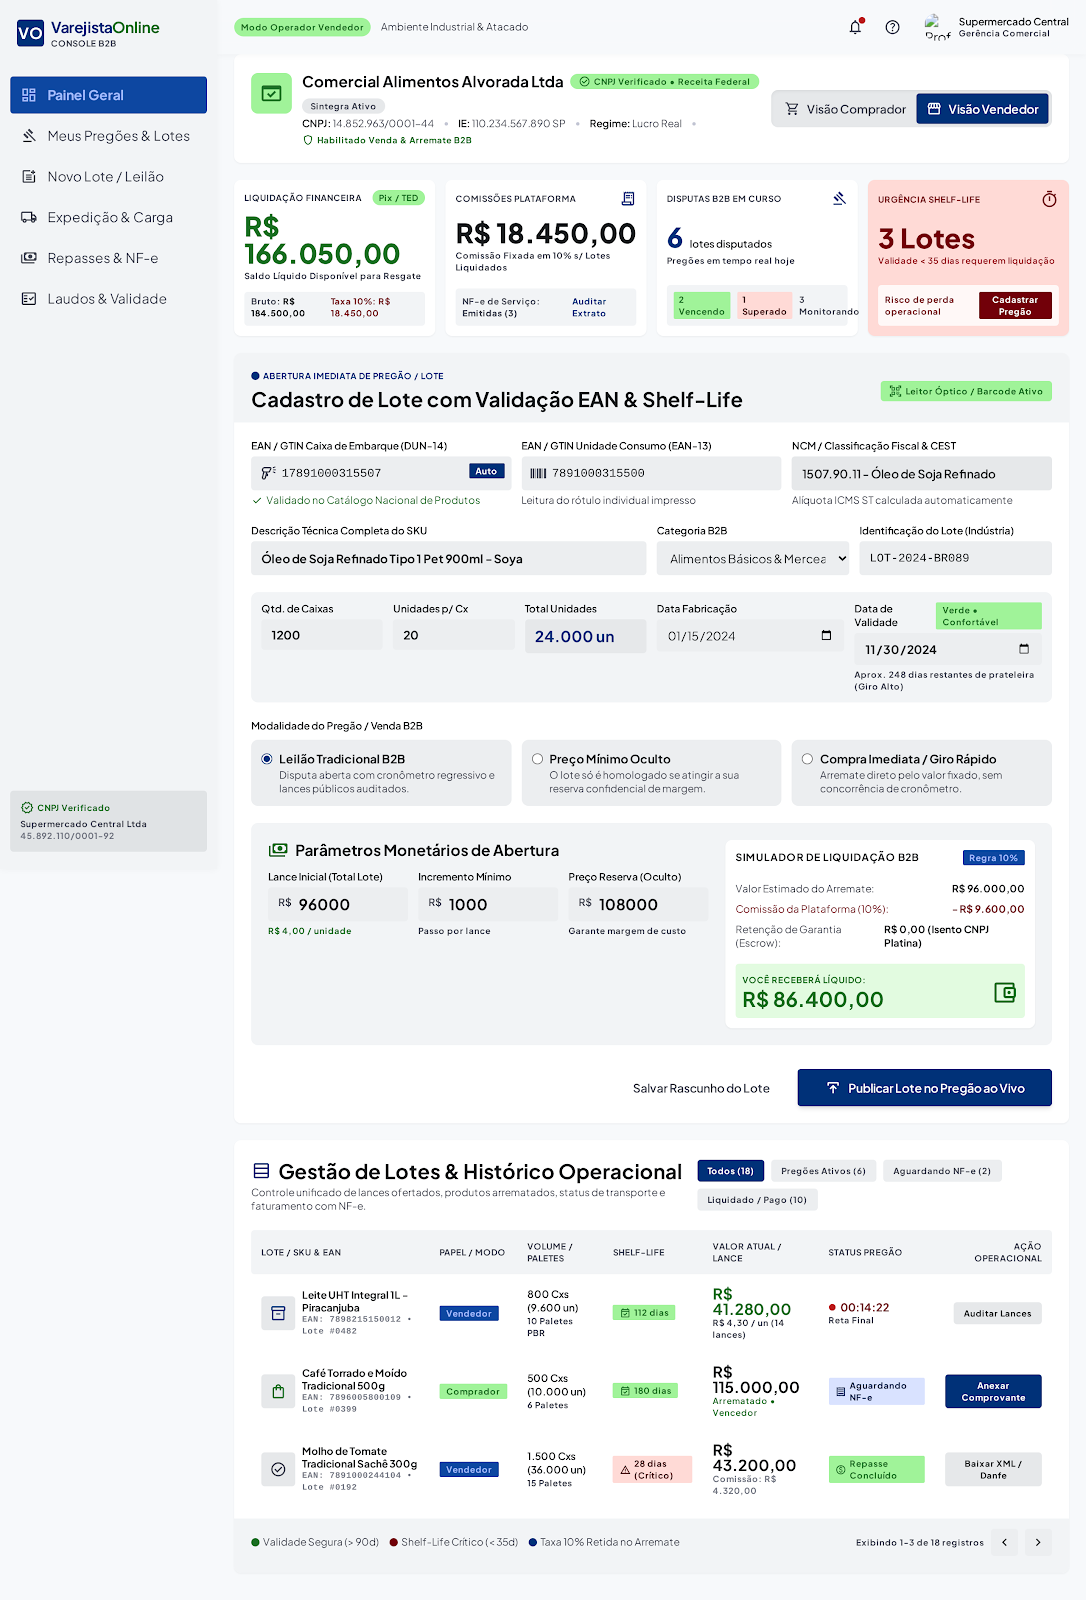 VO
VarejistaOnline
CONSOLE B2B
Painel Geral
Meus Pregões & Lotes
Novo Lote / Leilão
Expedição & Carga
Repasses & NF-e
Laudos & Validade
CNPJ Verificado
Supermercado Central Ltda
45.892.110/0001-92
Modo Operador Vendedor
Ambiente Industrial & Atacado
Prof
Supermercado Central
Gerência Comercial
Comercial Alimentos Alvorada Ltda
CNPJ Verificado • Receita Federal
Sintegra Ativo
CNPJ: 14.852.963/0001-44 • IE: 110.234.567.890 SP • Regime: Lucro Real •
Habilitado Venda & Arremate B2B
Visão Comprador
Visão Vendedor
LIQUIDAÇÃO FINANCEIRA
Pix / TED
R$
166.050,00
Saldo Líquido Disponível para Resgate
Bruto: R$
184.500,00
Taxa 10%: R$
18.450,00
COMISSÕES PLATAFORMA
R$ 18.450,00
Comissão Fixada em 10% s/ Lotes
Liquidados
NF-e de Serviço:
Emitidas (3)
Auditar
Extrato
DISPUTAS B2B EM CURSO
6 lotes disputados
Pregões em tempo real hoje
2
Vencendo
1
Superado
3
Monitorando
URGÊNCIA SHELF-LIFE
3 Lotes
Validade < 35 dias requerem liquidação
Risco de perda
operacional
Cadastrar
Pregão
ABERTURA IMEDIATA DE PREGÃO / LOTE
Cadastro de Lote com Validação EAN & Shelf-Life
Leitor Óptico / Barcode Ativo
EAN / GTIN Caixa de Embarque (DUN-14)
17891000315507
Auto
Validado no Catálogo Nacional de Produtos
EAN / GTIN Unidade Consumo (EAN-13)
7891000315500
Leitura do rótulo individual impresso
NCM / Classificação Fiscal & CEST
1507.90.11 - Óleo de Soja Refinado
Alíquota ICMS ST calculada automaticamente
Descrição Técnica Completa do SKU
Óleo de Soja Refinado Tipo 1 Pet 900ml - Soya
Categoria B2B
Alimentos Básicos & Mercea
Identificação do Lote (Indústria)
LOT-2024-BR089
Qtd. de Caixas
1200
Unidades p/ Cx
20
Total Unidades
24.000 un
Data Fabricação
01/15/2024
Data de
Validade
Verde •
Confortável
11/30/2024
Aprox. 248 dias restantes de prateleira
(Giro Alto)
Modalidade do Pregão / Venda B2B
Leilão Tradicional B2B
Disputa aberta com cronômetro regressivo e
lances públicos auditados.
Preço Mínimo Oculto
O lote só é homologado se atingir a sua
reserva confidencial de margem.
Compra Imediata / Giro Rápido
Arremate direto pelo valor fixado, sem
concorrência de cronômetro.
Parâmetros Monetários de Abertura
Lance Inicial (Total Lote)
R$ 96000
R$ 4,00 / unidade
Incremento Mínimo
R$ 1000
Passo por lance
Preço Reserva (Oculto)
R$ 108000
Garante margem de custo
SIMULADOR DE LIQUIDAÇÃO B2B
Regra 10%
Valor Estimado do Arremate:
R$ 96.000,00
Comissão da Plataforma (10%):
- R$ 9.600,00
Retenção de Garantia
(Escrow):
R$ 0,00 (Isento CNPJ
Platina)
VOCÊ RECEBERÁ LÍQUIDO:
R$ 86.400,00
Salvar Rascunho do Lote
Publicar Lote no Pregão ao Vivo
Gestão de Lotes & Histórico Operacional
Controle unificado de lances ofertados, produtos arrematados, status de transporte e
faturamento com NF-e.
Todos (18)
Pregões Ativos (6)
Aguardando NF-e (2)
Liquidado / Pago (10)
LOTE / SKU & EAN
PAPEL / MODO
VOLUME /
PALETES
SHELF-LIFE
VALOR ATUAL /
LANCE
STATUS PREGÃO
AÇÃO
OPERACIONAL
Leite UHT Integral 1L -
Piracanjuba
EAN: 7898215150012 •
Lote #0482
Vendedor
800 Cxs
(9.600 un)
10 Paletes
PBR
112 dias
R$
41.280,00
R$ 4,30 / un (14
lances)
00:14:22
Reta Final
Auditar Lances
Café Torrado e Moído
Tradicional 500g
EAN: 7896005800109 •
Lote #0399
Comprador
500 Cxs
(10.000 un)
6 Paletes
180 dias
R$
115.000,00
Arrematado •
Vencedor
Aguardando
NF-e
Anexar
Comprovante
Molho de Tomate
Tradicional Sachê 300g
EAN: 7891000244104 •
Lote #0192
Vendedor
1.500 Cxs
(36.000 un)
15 Paletes
28 dias
(Crítico)
R$
43.200,00
Comissão: R$
4.320,00
Repasse
Concluído
Baixar XML /
Danfe
Validade Segura (> 90d)
Shelf-Life Crítico (< 35d)
Taxa 10% Retida no Arremate
Exibindo 1-3 de 18 registros